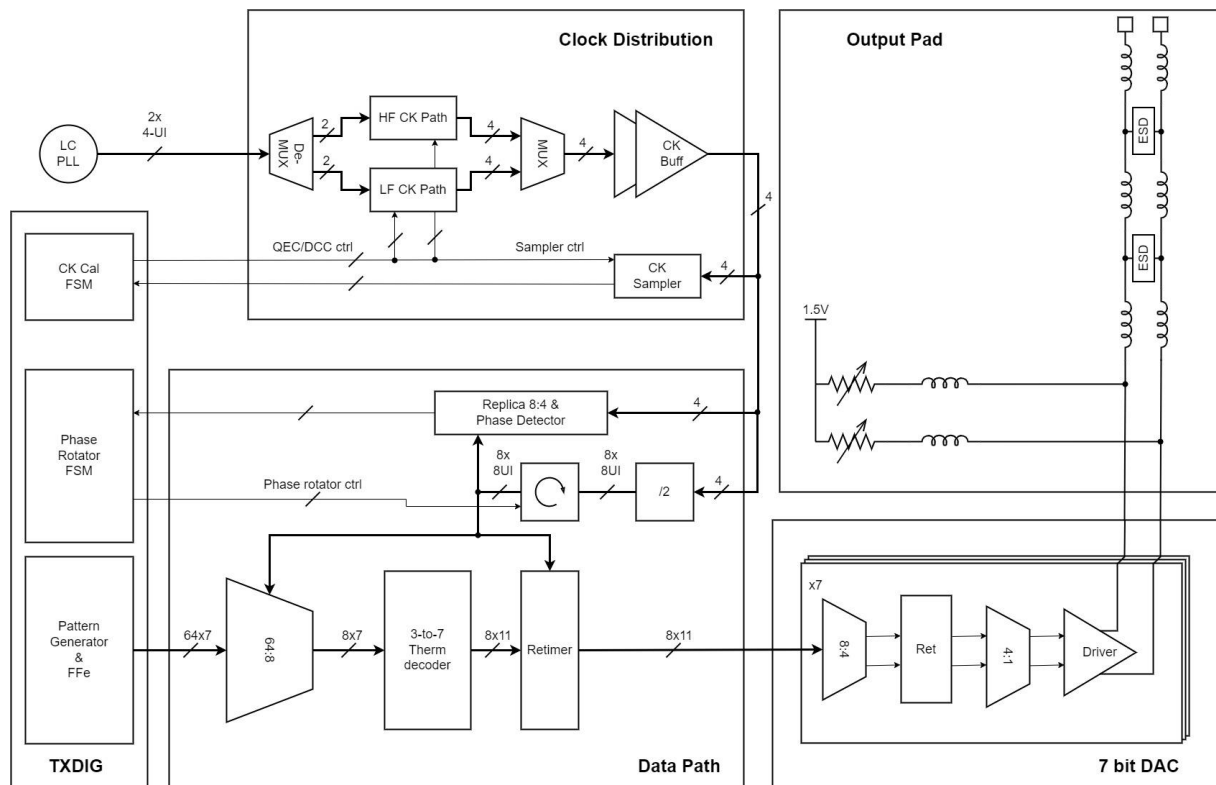 Clock Distribution
Output Pad
LC
PLL
2x
4-UI
De-
MUX
2
2
HF CK Path
LF CK Path
4
4
MUX
4
CK
Buff
4
ESD
ESD
CK Cal
FSM
QEC/DCC ctrl
Sampler ctrl
CK
Sampler
4
1.5V
Phase
Rotator
FSM
Replica 8:4 &
Phase Detector
4
8x
8UI
8x
8UI
/2
4
Phase rotator ctrl
Pattern
Generator
&
FFe
64x7
64:8
8x7
3-to-7
Therm
decoder
8x11
Retimer
8x11
x7
8:4
Ret
4:1
Driver
TXDIG
Data Path
7 bit DAC